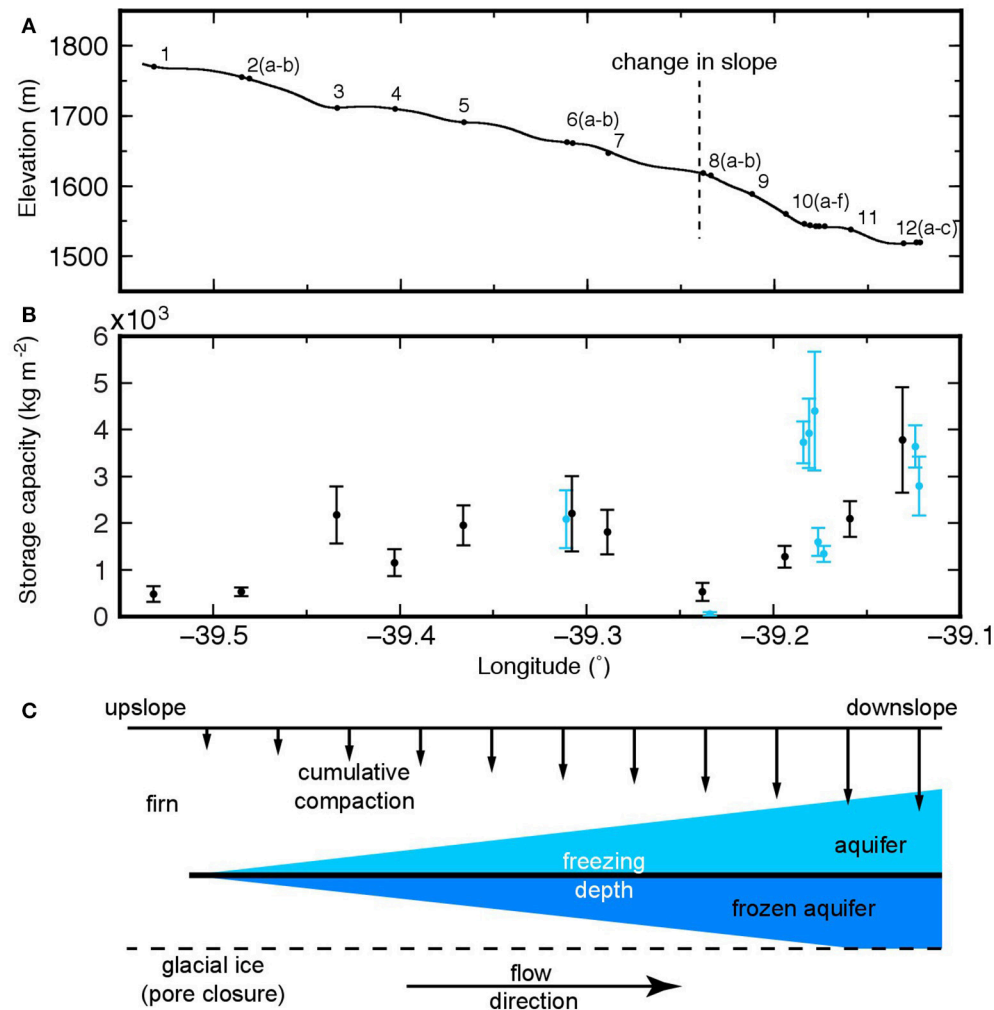 A
1800
1700
1600
1500
Elevation (m)
1
2(a-b)
3
4
5
6(a-b)
7
change in slope
8(a-b)
9
10(a-f)
11
12(a-c)
B
x10³
6
5
4
3
2
1
0
Storage capacity (kg m⁻²)
−39.5
−39.4
−39.3
−39.2
−39.1
Longitude (°)
C
upslope
downslope
cumulative
compaction
firn
aquifer
freezing
depth
frozen aquifer
glacial ice
(pore closure)
flow
direction